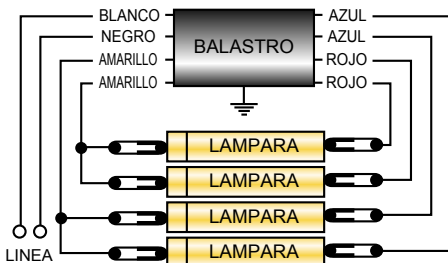 BLANCO
NEGRO
AMARILLO
AMARILLO
BALASTRO
AZUL
AZUL
ROJO
ROJO
LAMPARA
LAMPARA
LAMPARA
LAMPARA
LINEA